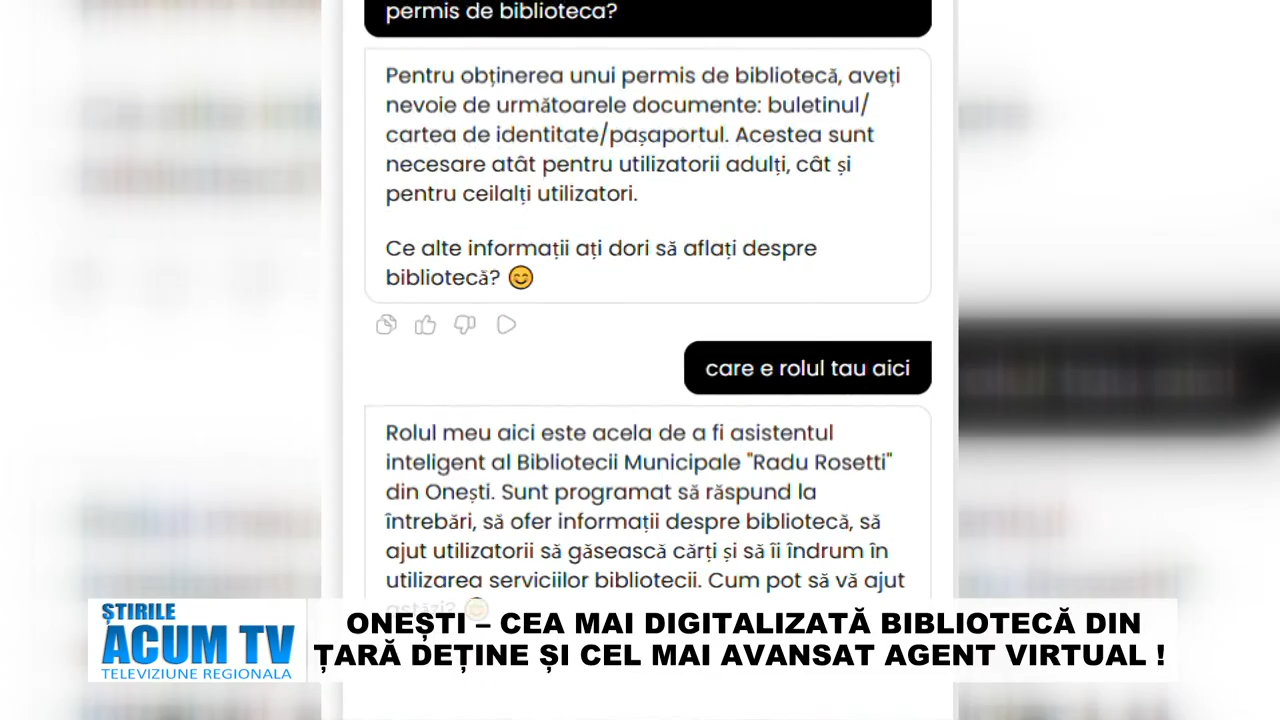 permis de biblioteca?
Pentru obținerea unui permis de bibliotecă, aveți
nevoie de următoarele documente: buletinul/
cartea de identitate/pașaportul. Acestea sunt
necesare atât pentru utilizatorii adulți, cât și
pentru ceilalți utilizatori.
Ce alte informații ați dori să aflați despre
bibliotecă? 😊
care e rolul tau aici
Rolul meu aici este acela de a fi asistentul
inteligent al Bibliotecii Municipale "Radu Rosetti"
din Onești. Sunt programat să răspund la
întrebări, să ofer informații despre bibliotecă, să
ajut utilizatorii să găsească cărți și să îi îndrum în
utilizarea serviciilor bibliotecii. Cum pot să vă ajut
astăzi? 😊
ȘTIRILE
ACUM TV
TELEVIZIUNE REGIONALA
ONEȘTI – CEA MAI DIGITALIZATĂ BIBLIOTECĂ DIN
ȚARĂ DEȚINE ȘI CEL MAI AVANSAT AGENT VIRTUAL !